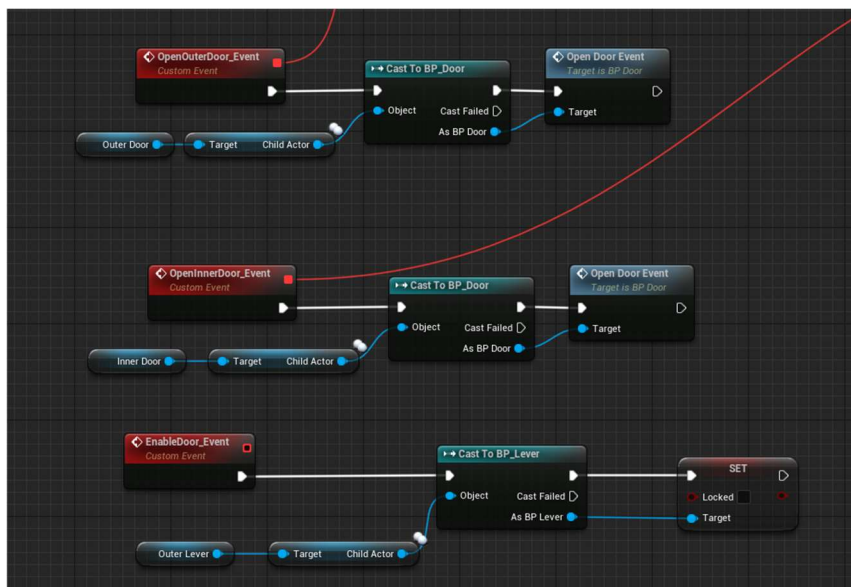 OpenOuterDoor_Event
Custom Event
Cast To BP_Door
Open Door Event
Target is BP Door
Object
Cast Failed
Target
As BP Door
Outer Door
Target
Child Actor
OpenInnerDoor_Event
Custom Event
Cast To BP_Door
Open Door Event
Target is BP Door
Object
Cast Failed
Target
As BP Door
Inner Door
Target
Child Actor
EnableDoor_Event
Custom Event
Cast To BP_Lever
SET
Object
Cast Failed
Locked
As BP Lever
Target
Outer Lever
Target
Child Actor